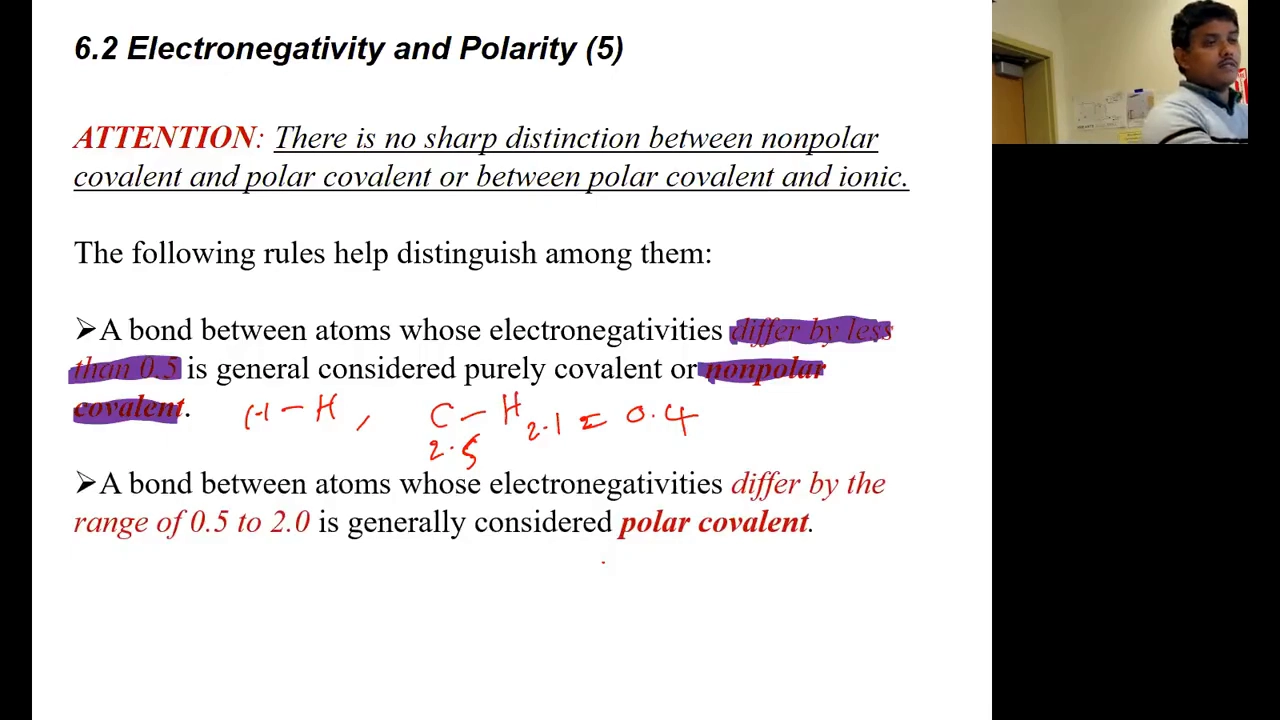 6.2 Electronegativity and Polarity (5)
ATTENTION: There is no sharp distinction between nonpolar
covalent and polar covalent or between polar covalent and ionic.
The following rules help distinguish among them:
➢A bond between atoms whose electronegativities differ by less
than 0.5 is general considered purely covalent or nonpolar
covalent.
H – H , C – H 2.1 = 0.4
2.5
➢A bond between atoms whose electronegativities differ by the
range of 0.5 to 2.0 is generally considered polar covalent.